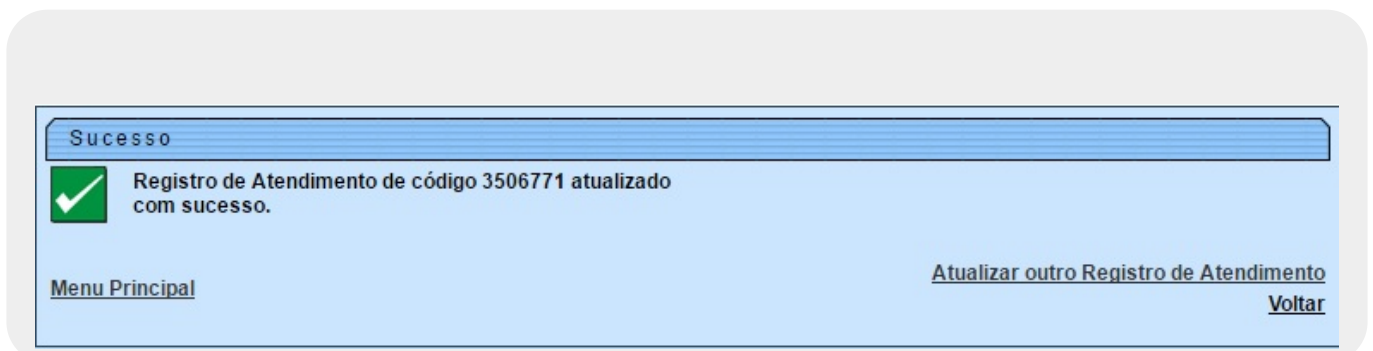 Sucesso
Registro de Atendimento de código 3506771 atualizado
com sucesso.
Atualizar outro Registro de Atendimento
Menu Principal
Voltar